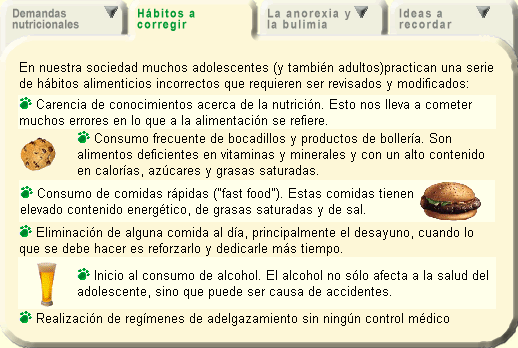 Demandas
nutricionales
Hábitos a
corregir
La anorexia y
la bulimia
Ideas a
recordar
En nuestra sociedad muchos adolescentes (y también adultos)practican una serie
de hábitos alimenticios incorrectos que requieren ser revisados y modificados:
Carencia de conocimientos acerca de la nutrición. Esto nos lleva a cometer
muchos errores en lo que a la alimentación se refiere.
Consumo frecuente de bocadillos y productos de bollería. Son
alimentos deficientes en vitaminas y minerales y con un alto contenido
en calorías, azúcares y grasas saturadas.
Consumo de comidas rápidas ("fast food"). Estas comidas tienen
elevado contenido energético, de grasas saturadas y de sal.
Eliminación de alguna comida al día, principalmente el desayuno, cuando lo
que se debe hacer es reforzarlo y dedicarle más tiempo.
Inicio al consumo de alcohol. El alcohol no sólo afecta a la salud del
adolescente, sino que puede ser causa de accidentes.
Realización de regímenes de adelgazamiento sin ningún control médico